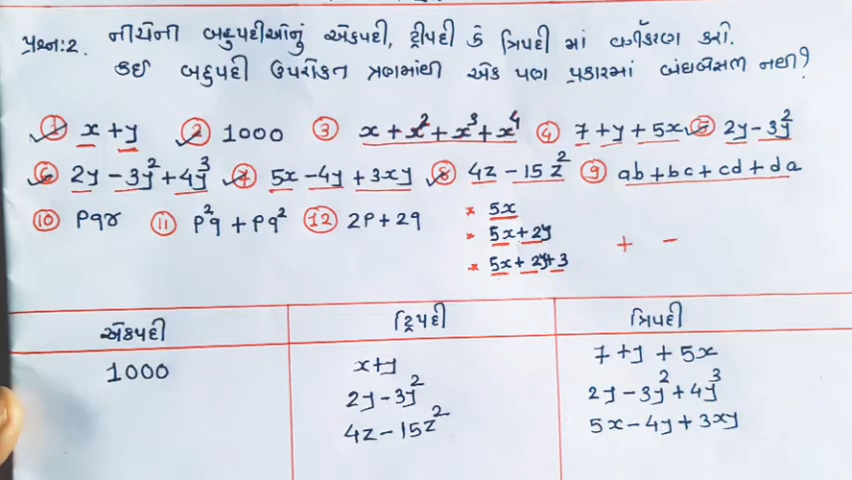 પ્રશ્ન:2. નીચેની બહુપદીઓનું એકપદી, દ્વીપદી કે ત્રિપદી માં વર્ગીકરણ કરો.
કઈ બહુપદી ઉપરોક્ત ત્રણમાંથી એક પણ પ્રકારમાં બંધબેસતી નથી?
① x + y ② 1000 ③ x + x² + x³ + x⁴ ④ 7 + y + 5x ⑤ 2y - 3y²
⑥ 2y - 3y² + 4y³ ⑦ 5x - 4y + 3xy ⑧ 4z - 15z² ⑨ ab + bc + cd + da
⑩ pqr ⑪ p²q + pq² ⑫ 2p + 2q * 5x
* 5x + 2y + -
* 5x + 2y + 3
એકપદી દ્વિપદી ત્રિપદી
1000 x+y 7 + y + 5x
2y - 3y² 2y - 3y² + 4y³
4z - 15z² 5x - 4y + 3xy